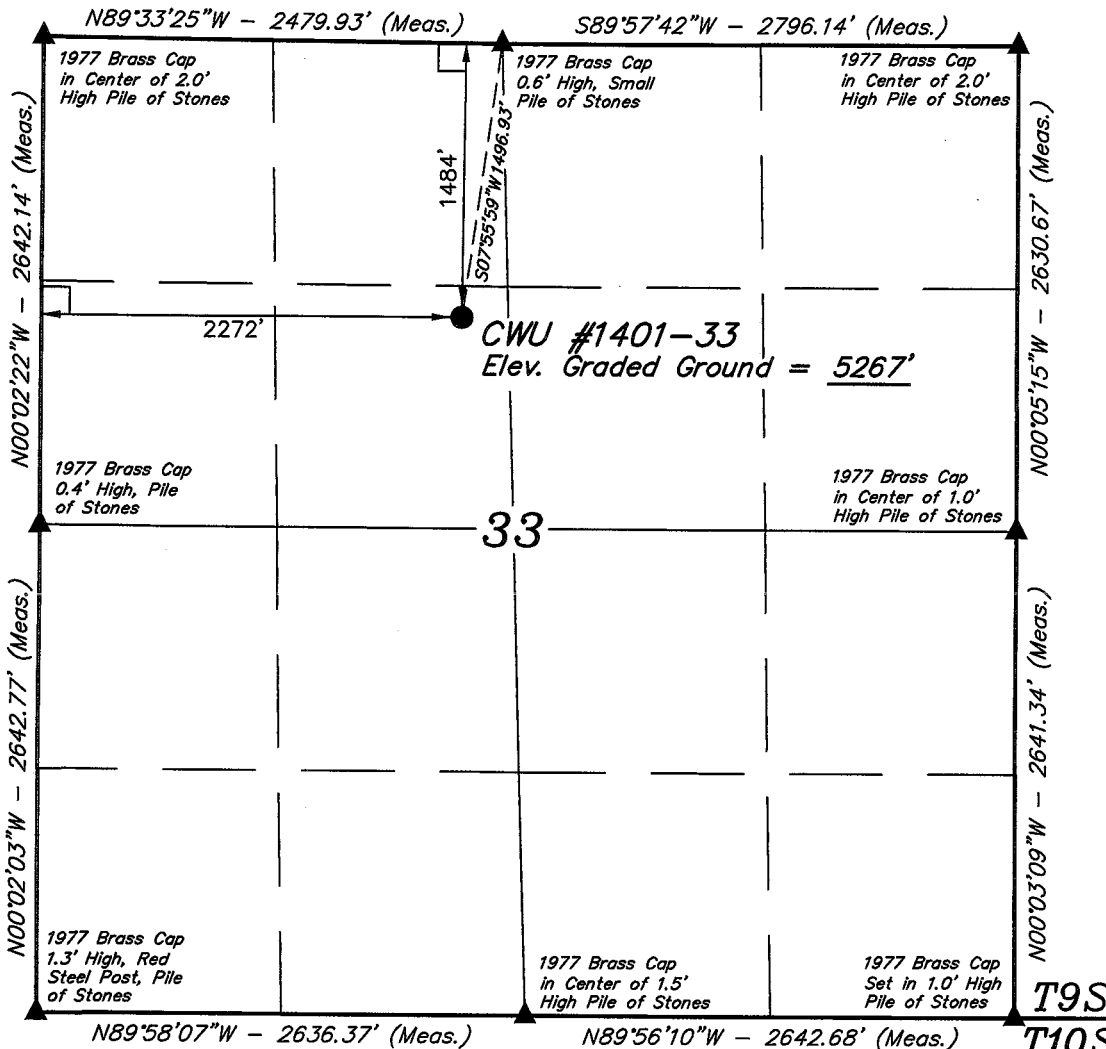 N89°33'25"W - 2479.93' (Meas.)
S89°57'42"W - 2796.14' (Meas.)
1977 Brass Cap
in Center of 2.0'
High Pile of Stones
1977 Brass Cap
0.6' High, Small
Pile of Stones
1977 Brass Cap
in Center of 2.0'
High Pile of Stones
N00°02'22"W - 2642.14' (Meas.)
1484'
S07°55'59"W 1496.93'
N00°05'15"W - 2630.67' (Meas.)
2272'
CWU #1401-33
Elev. Graded Ground = 5267'
1977 Brass Cap
0.4' High, Pile
of Stones
1977 Brass Cap
in Center of 1.0'
High Pile of Stones
33
N00°02'03"W - 2642.77' (Meas.)
N00°03'09"W - 2641.34' (Meas.)
1977 Brass Cap
1.3' High, Red
Steel Post, Pile
of Stones
1977 Brass Cap
in Center of 1.5'
High Pile of Stones
1977 Brass Cap
Set in 1.0' High
Pile of Stones
T9S
T10S
N89°58'07"W - 2636.37' (Meas.)
N89°56'10"W - 2642.68' (Meas.)